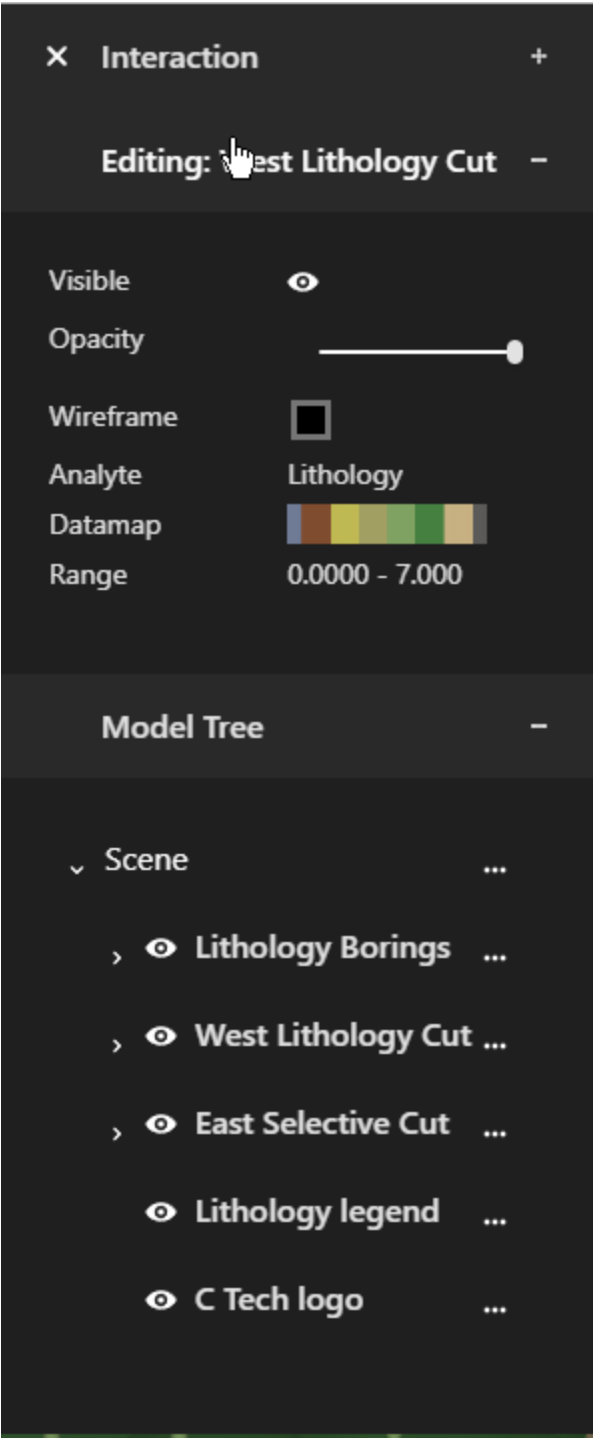 Interaction
Editing: West Lithology Cut
Visible
Opacity
Wireframe
Analyte Lithology
Datamap
Range 0.0000 - 7.000
Model Tree
Scene ...
Lithology Borings ...
West Lithology Cut ...
East Selective Cut ...
Lithology legend ...
C Tech logo ...